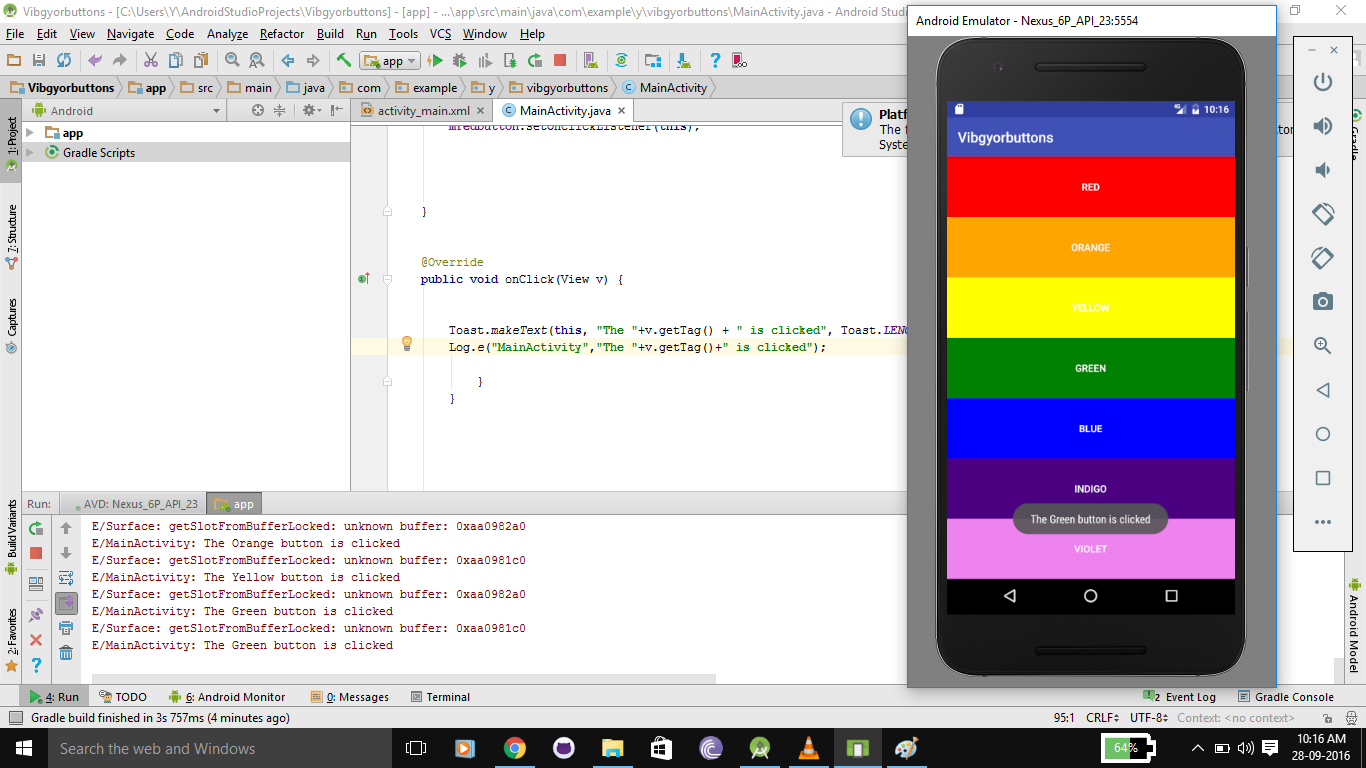 Vibgyorbuttons - [C:\Users\Y\AndroidStudioProjects\Vibgyorbuttons] - [app] - ...\app\src\main\java\com\example\y\vibgyorbuttons\MainActivity.java - Android Stud
File Edit View Navigate Code Analyze Refactor Build Run Tools VCS Window Help
app
Vibgyorbuttons app src main java com example y vibgyorbuttons MainActivity
Android
activity_main.xml MainActivity.java
1: Project
7: Structure
Captures
Build Variants
2: Favorites
app
Gradle Scripts
mRedButton.setOnClickListener(this);
}
@Override
public void onClick(View v) {
Toast.makeText(this, "The "+v.getTag() + " is clicked", Toast.LENG
Log.e("MainActivity","The "+v.getTag()+" is clicked");
}
}
Platf
The f
Syste
Gradle
Android Model
Android Emulator - Nexus_6P_API_23:5554
4G 10:16
Vibgyorbuttons
RED
ORANGE
YELLOW
GREEN
BLUE
INDIGO
The Green button is clicked
VIOLET
Run: AVD: Nexus_6P_API_23 app
E/Surface: getSlotFromBufferLocked: unknown buffer: 0xaa0982a0
E/MainActivity: The Orange button is clicked
E/Surface: getSlotFromBufferLocked: unknown buffer: 0xaa0981c0
E/MainActivity: The Yellow button is clicked
E/Surface: getSlotFromBufferLocked: unknown buffer: 0xaa0982a0
E/MainActivity: The Green button is clicked
E/Surface: getSlotFromBufferLocked: unknown buffer: 0xaa0981c0
E/MainActivity: The Green button is clicked
4: Run TODO 6: Android Monitor 0: Messages Terminal 2 Event Log Gradle Console
Gradle build finished in 3s 757ms (4 minutes ago) 95:1 CRLF UTF-8 Context: <no context>
Search the web and Windows
64%
10:16 AM
28-09-2016